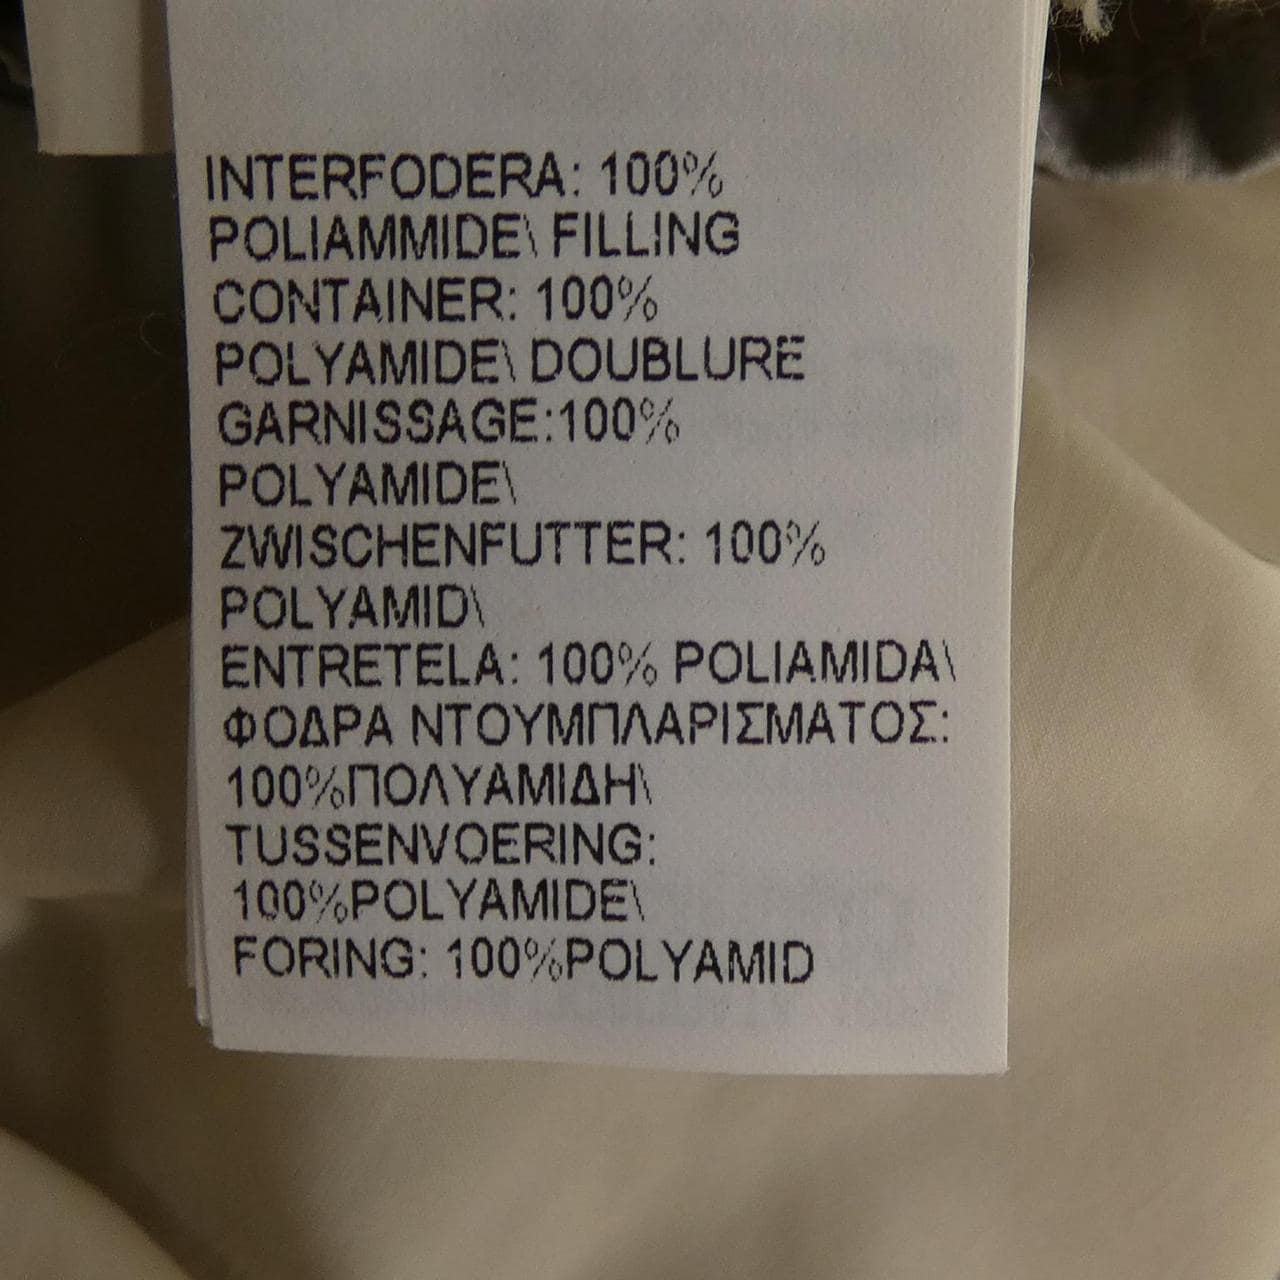 INTERFODERA: 100%
POLIAMMIDE\ FILLING
CONTAINER: 100%
POLYAMIDE\ DOUBLURE
GARNISSAGE:100%
POLYAMIDE\
ZWISCHENFUTTER: 100%
POLYAMID\
ENTRETELA: 100% POLIAMIDA\
ΦΟΔΡΑ ΝΤΟΥΜΠΛΑΡΙΣΜΑΤΟΣ:
100%ΠΟΛΥΑΜΙΔΗ\
TUSSENVOERING:
100%POLYAMIDE\
FORING: 100%POLYAMID